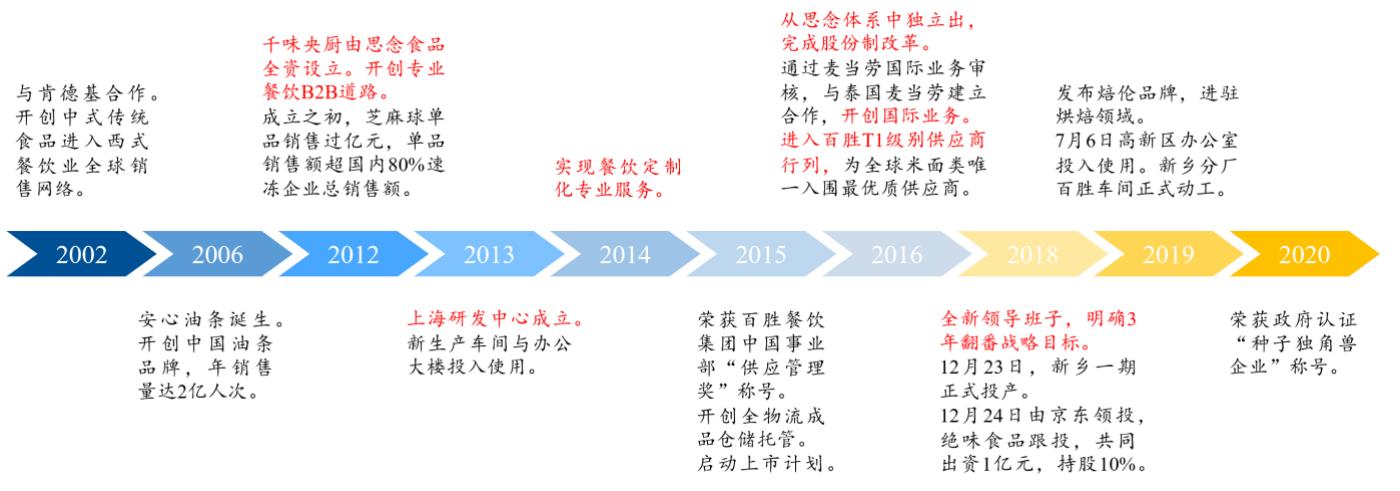 与肯德基合作。
开创中式传统
食品进入西式
餐饮业全球销
售网络。
千味央厨由思念食品
全资设立。开创专业
餐饮B2B道路。
成立之初，芝麻球单
品销售过亿元，单品
销售额超国内80%速
冻企业总销售额。
实现餐饮定制
化专业服务。
从思念体系中独立出，
完成股份制改革。
通过麦当劳国际业务审
核，与泰国麦当劳建立
合作，开创国际业务。
进入百胜T1级别供应商
行列，为全球米面类唯
一入围最优质供应商。
发布焙伦品牌，进驻
烘焙领域。
7月6日高新区办公室
投入使用。新乡分厂
百胜车间正式动工。
2002
2006
2012
2013
2014
2015
2016
2018
2019
2020
安心油条诞生。
开创中国油条
品牌，年销售
量达2亿人次。
上海研发中心成立。
新生产车间与办公
大楼投入使用。
荣获百胜餐饮
集团中国事业
部“供应管理
奖”称号。
开创全物流成
品仓储托管。
启动上市计划。
全新领导班子，明确3
年翻番战略目标。
12月23日，新乡一期
正式投产。
12月24日由京东领投，
绝味食品跟投，共同
出资1亿元，持股10%。
荣获政府认证
“种子独角兽
企业”称号。